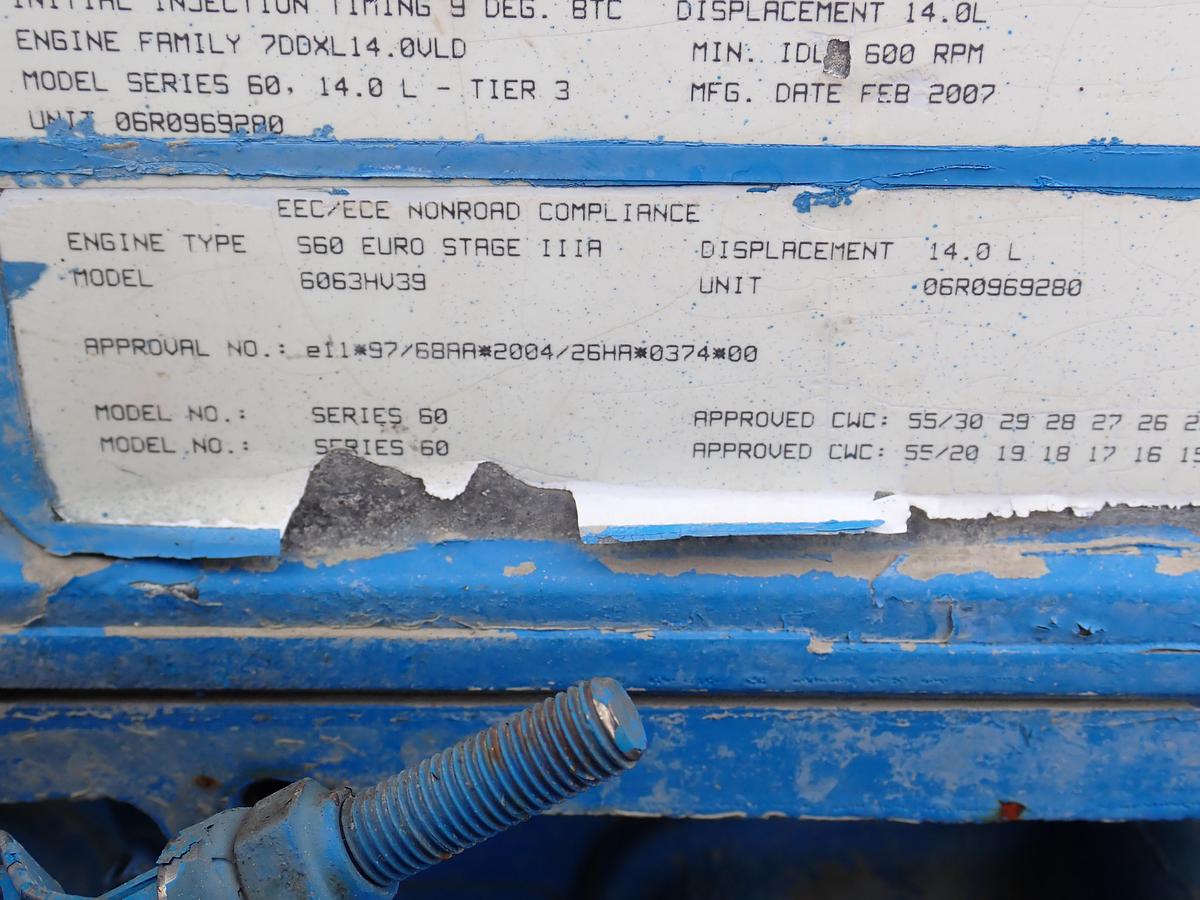 INITIAL INJECTION TIMING 9 DEG. BTC DISPLACEMENT 14.0L
ENGINE FAMILY 7DDXL14.0VLD MIN. IDL 600 RPM
MODEL SERIES 60, 14.0 L - TIER 3 MFG. DATE FEB 2007
UNIT 06R0969280
EEC/ECE NONROAD COMPLIANCE
ENGINE TYPE S60 EURO STAGE IIIA DISPLACEMENT 14.0 L
MODEL 6063HV39 UNIT 06R0969280
APPROVAL NO.: e11*97/68AA*2004/26HA*0374*00
MODEL NO.: SERIES 60 APPROVED CWC: 55/30 29 28 27 26 2
MODEL NO.: SERIES 60 APPROVED CWC: 55/20 19 18 17 16 15